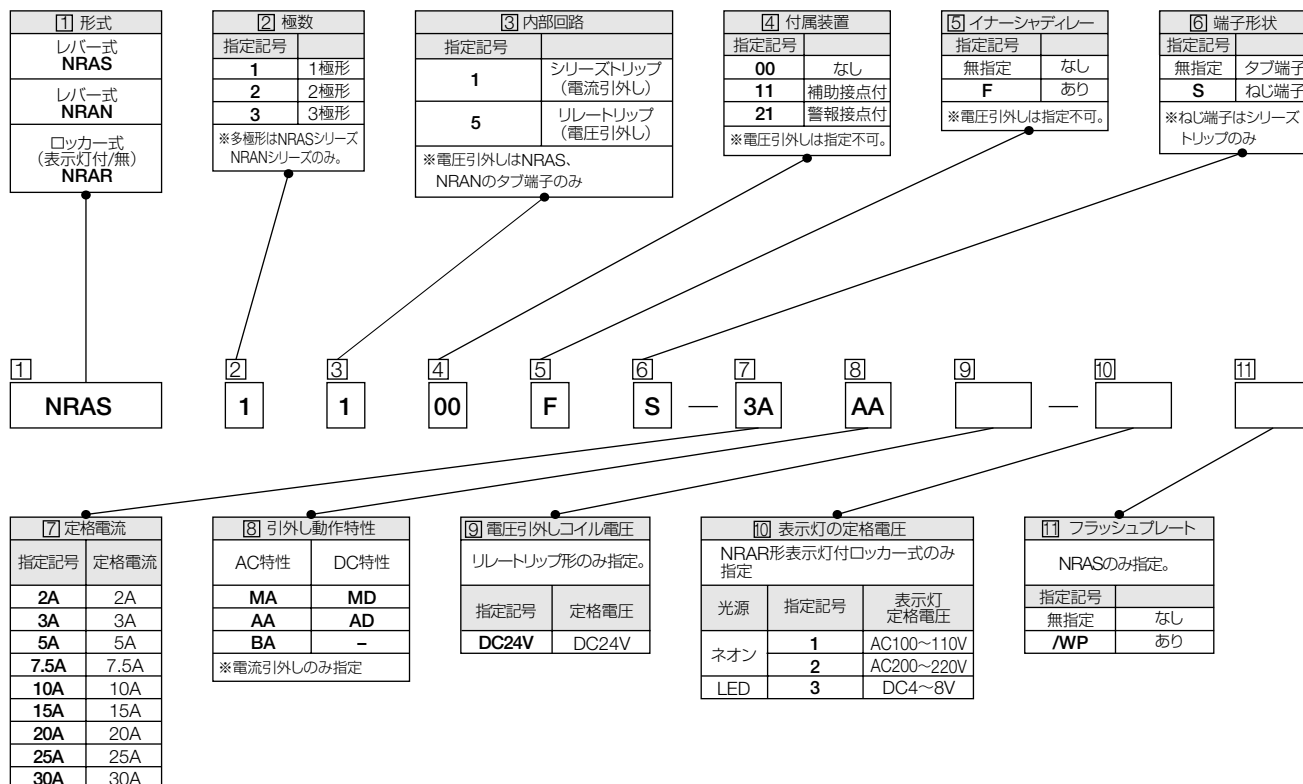 1 形式
レバー式
NRAS
レバー式
NRAN
ロッカー式
(表示灯付/無)
NRAR
2 極数
指定記号
1 1極形
2 2極形
3 3極形
※多極形はNRASシリーズ
NRANシリーズのみ。
3 内部回路
指定記号
1 シリーズトリップ
(電流引外し)
5 リレートリップ
(電圧引外し)
※電圧引外しはNRAS、
NRANのタブ端子のみ
4 付属装置
指定記号
00 なし
11 補助接点付
21 警報接点付
※電圧引外しは指定不可。
5 イナーシャディレー
指定記号
無指定 なし
F あり
※電圧引外しは指定不可。
6 端子形状
指定記号
無指定 タブ端子
S ねじ端子
※ねじ端子はシリーズ
トリップのみ
1 2 3 4 5 6 7 8 9 10 11
NRAS 1 1 00 F S — 3A AA —
7 定格電流
指定記号 定格電流
2A 2A
3A 3A
5A 5A
7.5A 7.5A
10A 10A
15A 15A
20A 20A
25A 25A
30A 30A
8 引外し動作特性
AC特性 DC特性
MA MD
AA AD
BA –
※電流引外しのみ指定
9 電圧引外しコイル電圧
リレートリップ形のみ指定。
指定記号 定格電圧
DC24V DC24V
10 表示灯の定格電圧
NRAR形表示灯付ロッカー式のみ
指定
光源 指定記号 表示灯
定格電圧
ネオン 1 AC100〜110V
2 AC200〜220V
LED 3 DC4〜8V
11 フラッシュプレート
NRASのみ指定。
指定記号
無指定 なし
/WP あり